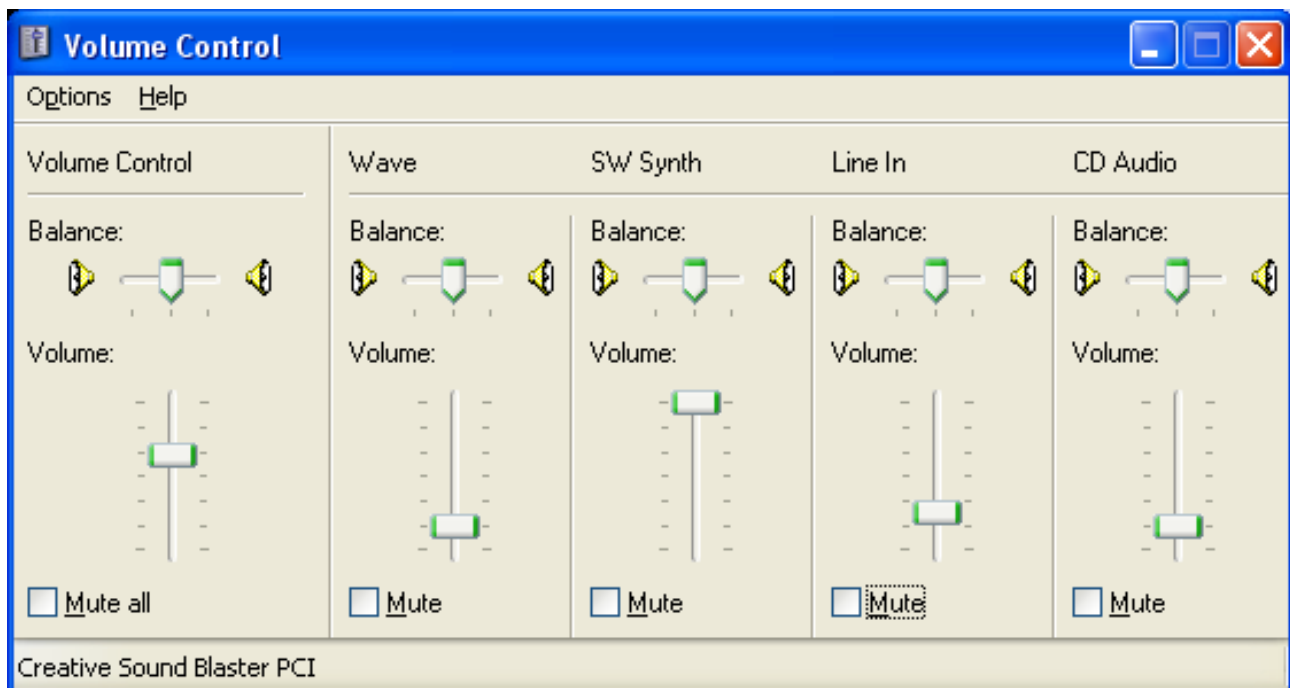 Volume Control
Options Help
Volume Control Wave SW Synth Line In CD Audio
Balance: Balance: Balance: Balance: Balance:
Volume: Volume: Volume: Volume: Volume:
Mute all Mute Mute Mute Mute
Creative Sound Blaster PCI